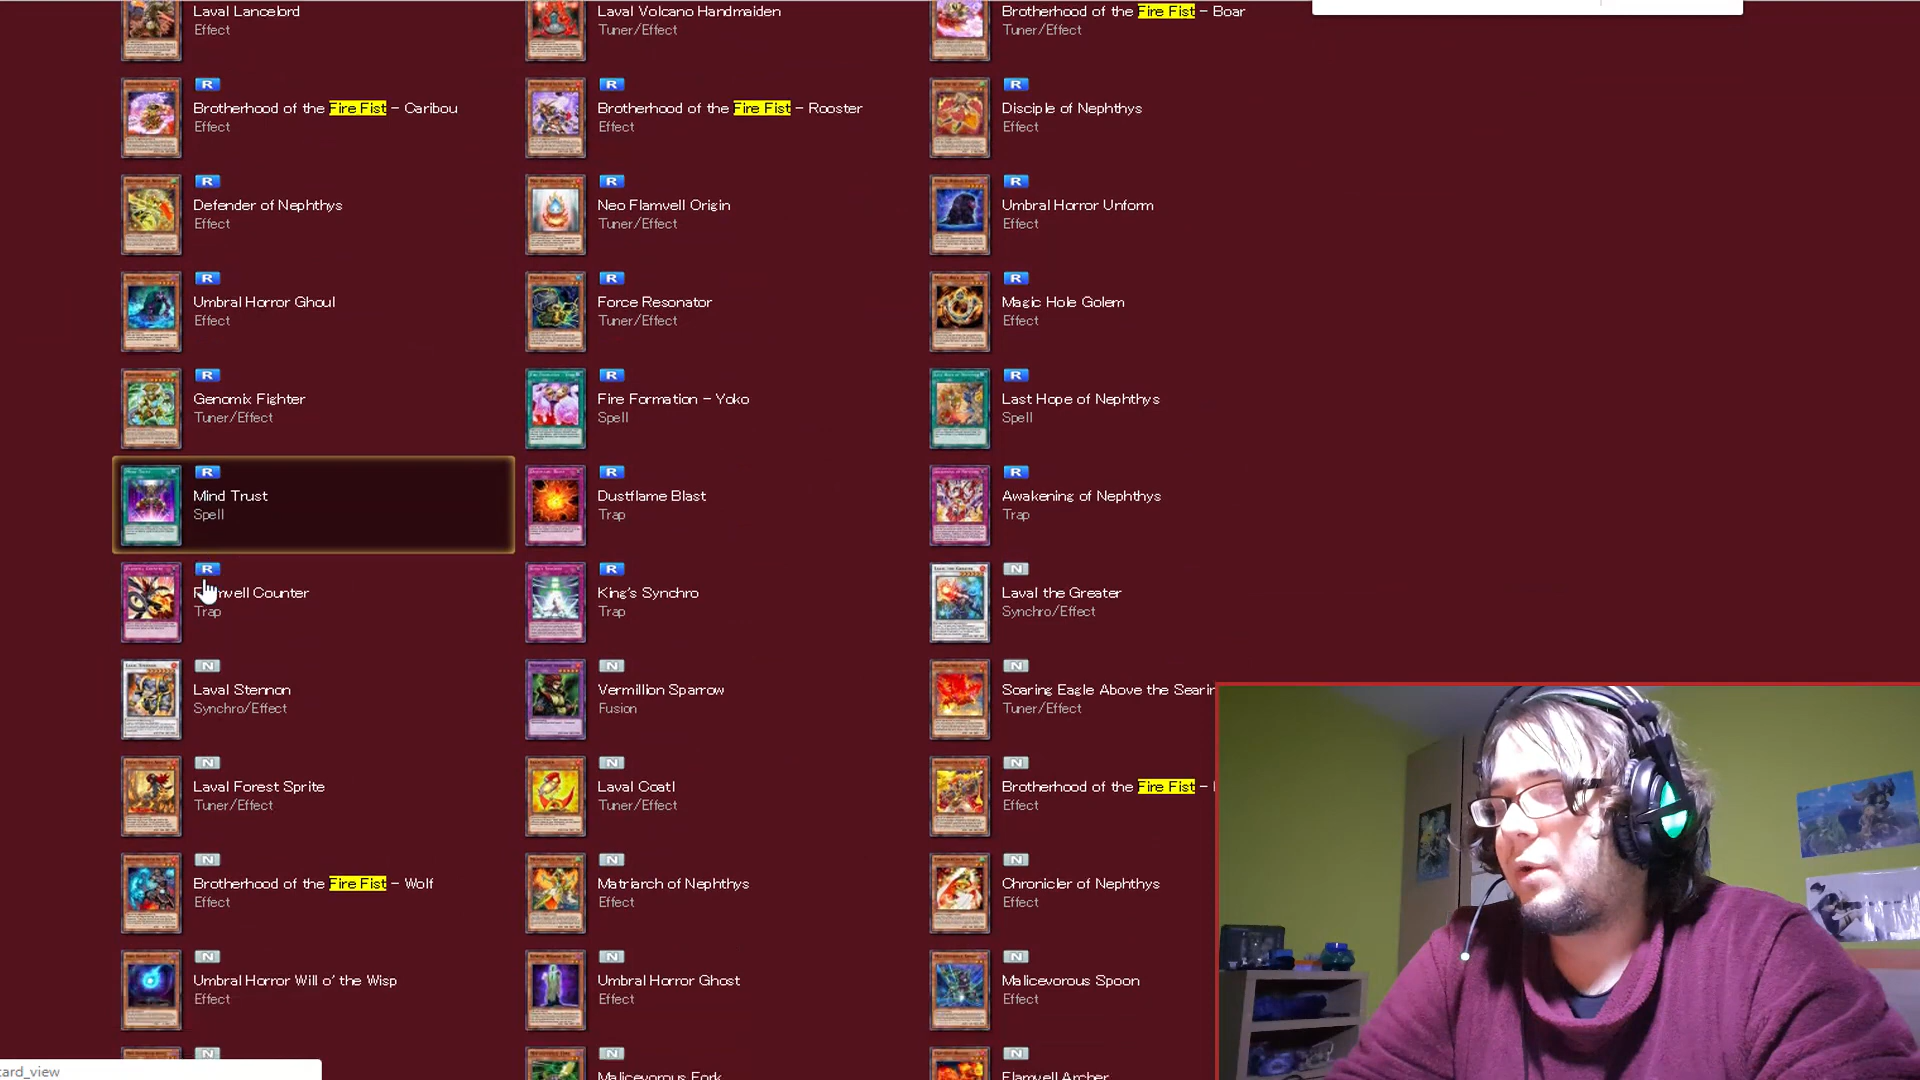 Laval Lancelord
Effect
Laval Volcano Handmaiden
Tuner/Effect
Brotherhood of the Fire Fist - Boar
Tuner/Effect
R
Brotherhood of the Fire Fist - Caribou
Effect
R
Brotherhood of the Fire Fist - Rooster
Effect
R
Disciple of Nephthys
Effect
R
Defender of Nephthys
Effect
R
Neo Flamvell Origin
Tuner/Effect
R
Umbral Horror Unform
Effect
R
Umbral Horror Ghoul
Effect
R
Force Resonator
Tuner/Effect
R
Magic Hole Golem
Effect
R
Genomix Fighter
Tuner/Effect
R
Fire Formation - Yoko
Spell
R
Last Hope of Nephthys
Spell
R
Mind Trust
Spell
R
Dustflame Blast
Trap
R
Awakening of Nephthys
Trap
R
Flamvell Counter
Trap
R
King's Synchro
Trap
N
Laval the Greater
Synchro/Effect
N
Laval Stennon
Synchro/Effect
N
Vermillion Sparrow
Fusion
N
Soaring Eagle Above the Searin
Tuner/Effect
N
Laval Forest Sprite
Tuner/Effect
N
Laval Coatl
Tuner/Effect
N
Brotherhood of the Fire Fist -
Effect
N
Brotherhood of the Fire Fist - Wolf
Effect
N
Matriarch of Nephthys
Effect
N
Chronicler of Nephthys
Effect
N
Umbral Horror Will o' the Wisp
Effect
N
Umbral Horror Ghost
Effect
N
Malicevorous Spoon
Effect
N
N
Malicevorous Fork
N
Flamvell Archer
card_view